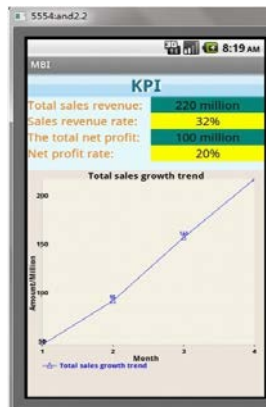 5554:and2.2
8:19 AM
MBI
KPI
Total sales revenue: 220 million
Sales revenue rate: 32%
The total net profit: 100 million
Net profit rate: 20%
Total sales growth trend
200
150
100
50
Amount/Million
1 2 3 4
Month
Total sales growth trend